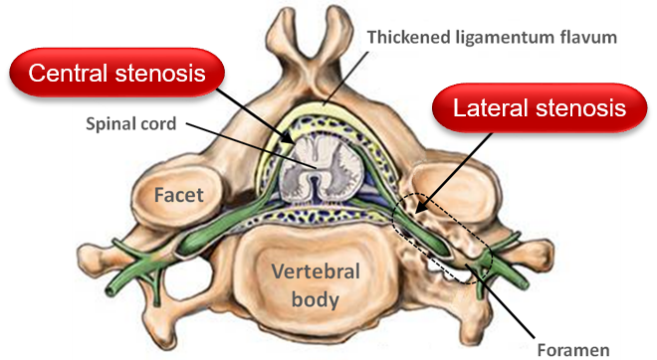 Thickened ligamentum flavum
Central stenosis
Lateral stenosis
Spinal cord
Facet
Vertebral
body
Foramen